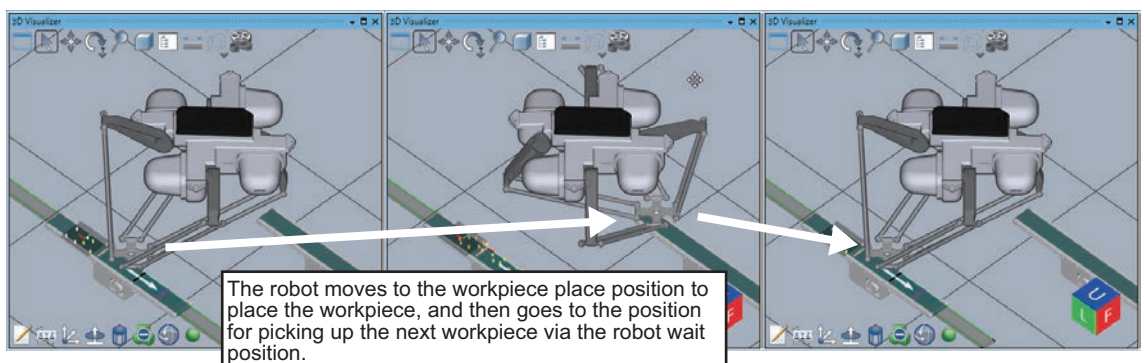 3D Visualizer
3D Visualizer
3D Visualizer
The robot moves to the workpiece place position to
place the workpiece, and then goes to the position
for picking up the next workpiece via the robot wait
position.
F
F
U
L
F